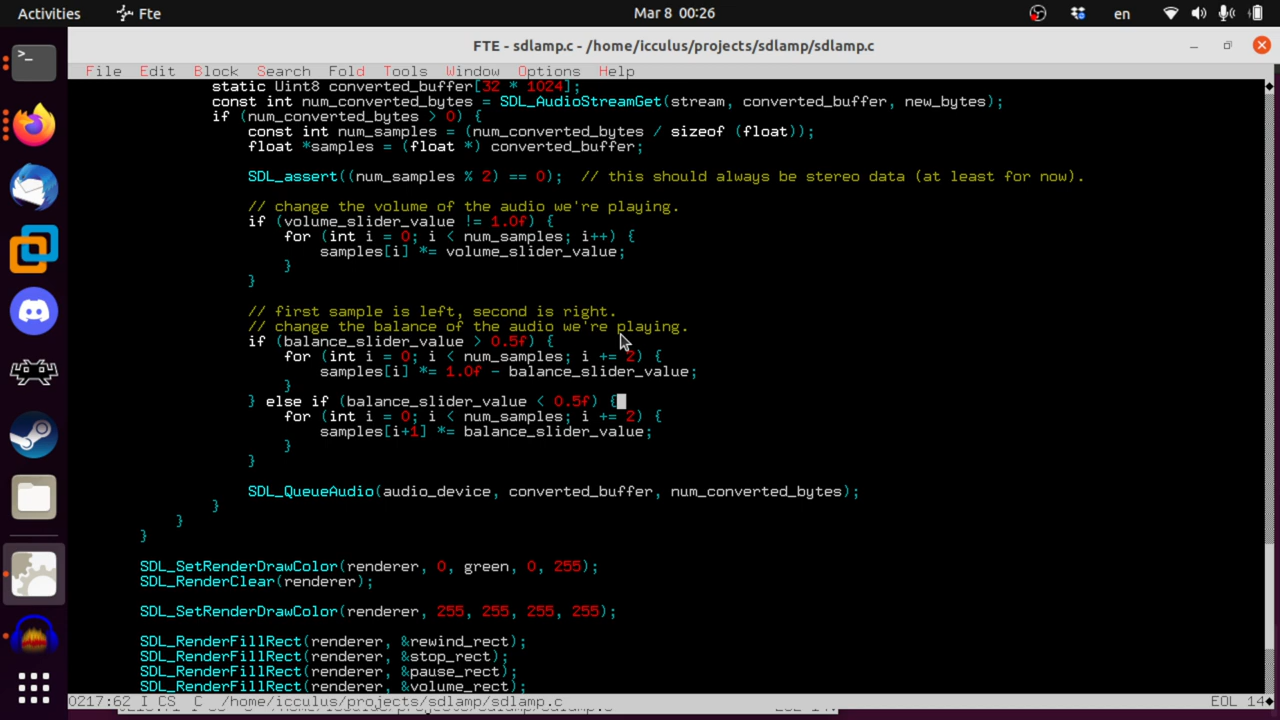 Activities Fte Mar 8 00:26 en
FTE - sdlamp.c - /home/icculus/projects/sdlamp/sdlamp.c
File Edit Block Search Fold Tools Window Options Help
static Uint8 converted_buffer[32 * 1024];
const int num_converted_bytes = SDL_AudioStreamGet(stream, converted_buffer, new_bytes);
if (num_converted_bytes > 0) {
const int num_samples = (num_converted_bytes / sizeof (float));
float *samples = (float *) converted_buffer;
SDL_assert((num_samples % 2) == 0); // this should always be stereo data (at least for now).
// change the volume of the audio we're playing.
if (volume_slider_value != 1.0f) {
for (int i = 0; i < num_samples; i++) {
samples[i] *= volume_slider_value;
}
}
// first sample is left, second is right.
// change the balance of the audio we're playing.
if (balance_slider_value > 0.5f) {
for (int i = 0; i < num_samples; i += 2) {
samples[i] *= 1.0f - balance_slider_value;
}
} else if (balance_slider_value < 0.5f) {
for (int i = 0; i < num_samples; i += 2) {
samples[i+1] *= balance_slider_value;
}
}
SDL_QueueAudio(audio_device, converted_buffer, num_converted_bytes);
}
}
}
SDL_SetRenderDrawColor(renderer, 0, green, 0, 255);
SDL_RenderClear(renderer);
SDL_SetRenderDrawColor(renderer, 255, 255, 255, 255);
SDL_RenderFillRect(renderer, &rewind_rect);
SDL_RenderFillRect(renderer, &stop_rect);
SDL_RenderFillRect(renderer, &pause_rect);
SDL_RenderFillRect(renderer, &volume_rect);
0217:62 I CS C /home/icculus/projects/sdlamp/sdlamp.c EOL 14